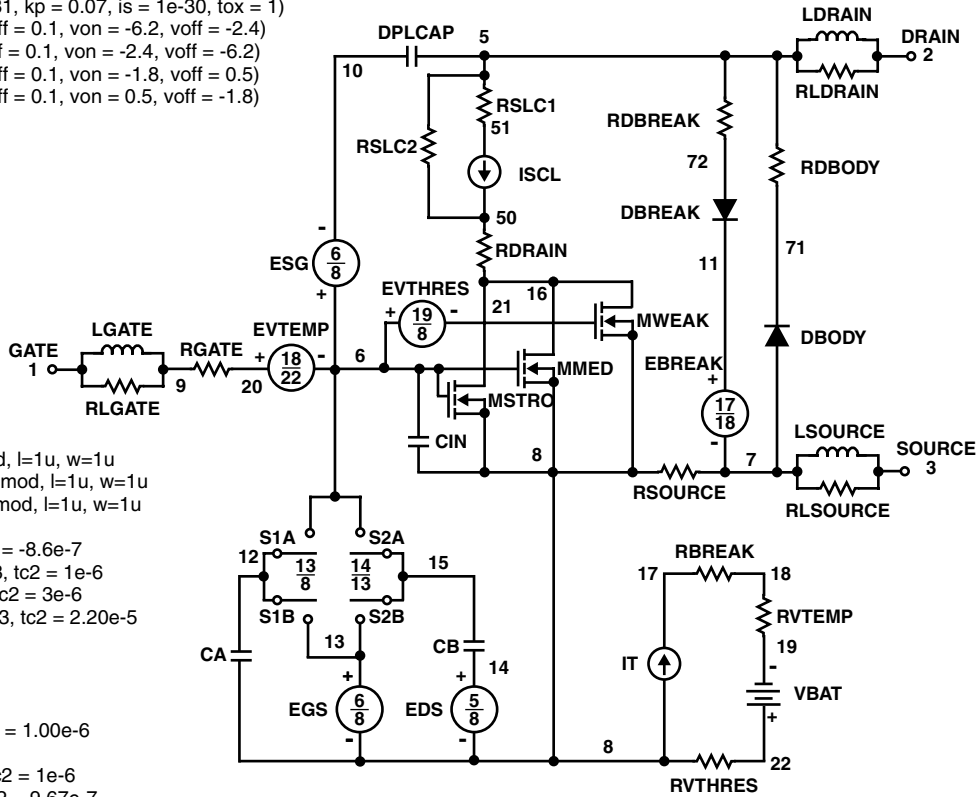 31, kp = 0.07, is = 1e-30, tox = 1)
ff = 0.1, von = -6.2, voff = -2.4)
f = 0.1, von = -2.4, voff = -6.2)
ff = 0.1, von = -1.8, voff = 0.5)
ff = 0.1, von = 0.5, voff = -1.8)
LDRAIN
DRAIN
2
DPLCAP
5
10
RLDRAIN
RSLC1
51
RSLC2
ISCL
RDBREAK
72
RDBODY
50
DBREAK
RDRAIN
71
11
ESG
6
8
-
+
EVTHRES
+
19
8
-
16
21
MWEAK
LGATE
GATE
1
RLGATE
9
RGATE
20
EVTEMP
+
18
22
-
6
MMED
EBREAK
+
17
18
-
DBODY
MSTRO
CIN
8
LSOURCE
7
SOURCE
3
RSOURCE
RLSOURCE
d, l=1u, w=1u
mod, l=1u, w=1u
mod, l=1u, w=1u
= -8.6e-7
3, tc2 = 1e-6
c2 = 3e-6
3, tc2 = 2.20e-5
S1A
S2A
12
13
8
14
13
15
S1B
S2B
13
CA
CB
14
+
EGS
6
8
-
+
EDS
5
8
-
RBREAK
17
18
RVTEMP
19
IT
-
VBAT
+
8
22
RVTHRES
= 1.00e-6
c2 = 1e-6